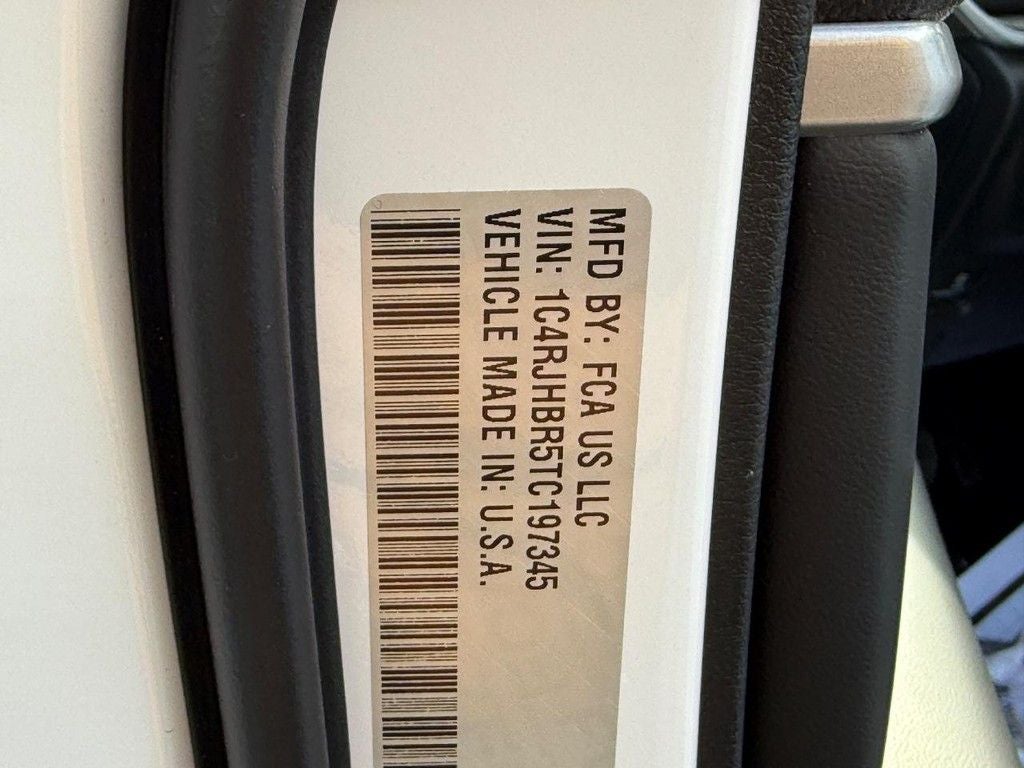 MFD BY: FCA US LLC
VIN: 1C4RJHBR5TC197345
VEHICLE MADE IN: U.S.A.